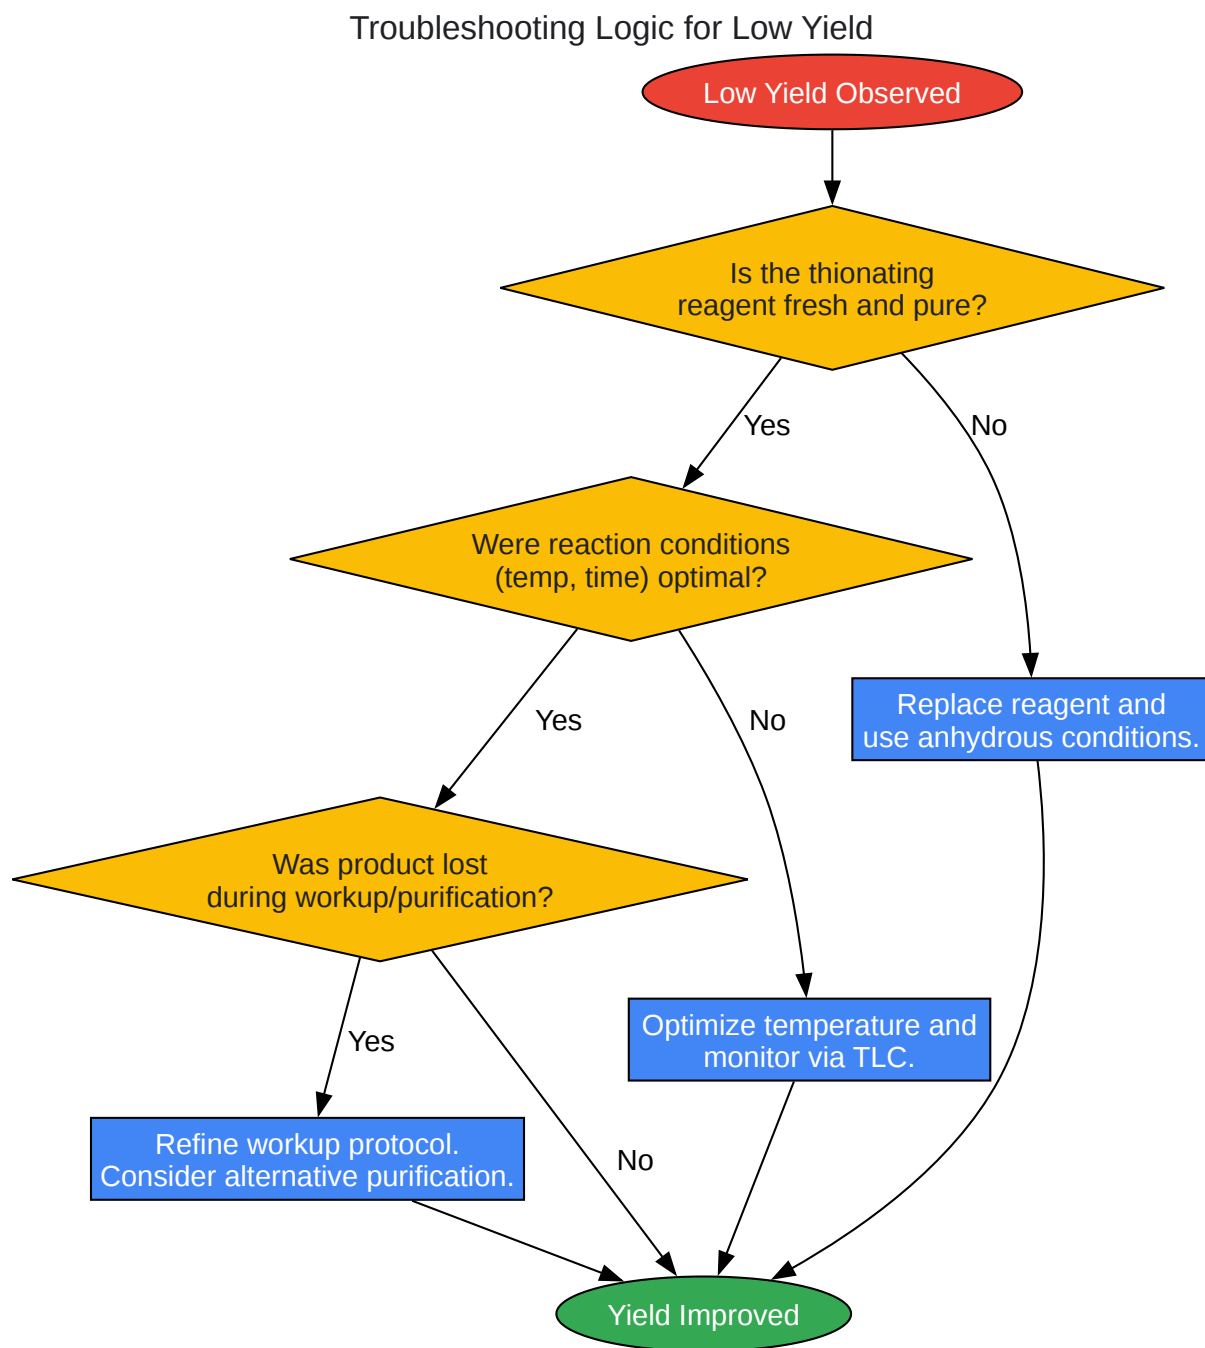 Troubleshooting Logic for Low Yield
Low Yield Observed
Is the thionating
reagent fresh and pure?
Yes
No
Were reaction conditions
(temp, time) optimal?
Yes
No
Replace reagent and
use anhydrous conditions.
Was product lost
during workup/purification?
Yes
No
Optimize temperature and
monitor via TLC.
Refine workup protocol.
Consider alternative purification.
Yield Improved